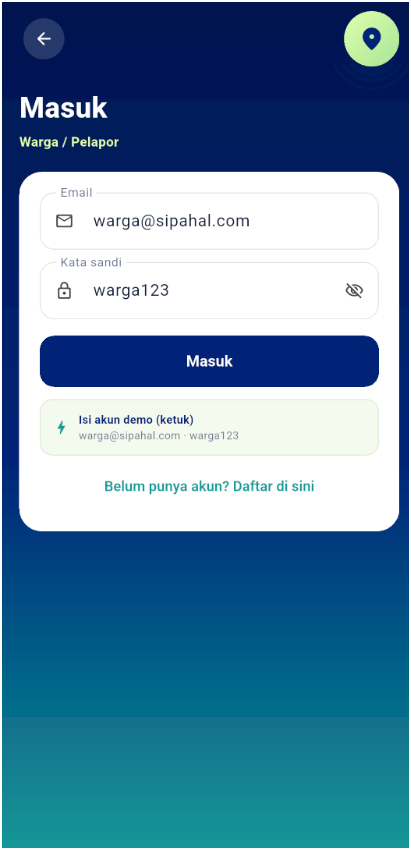 Masuk
Warga / Pelapor
Email
warga@sipahal.com
Kata sandi
warga123
Masuk
Isi akun demo (ketuk)
warga@sipahal.com · warga123
Belum punya akun? Daftar di sini